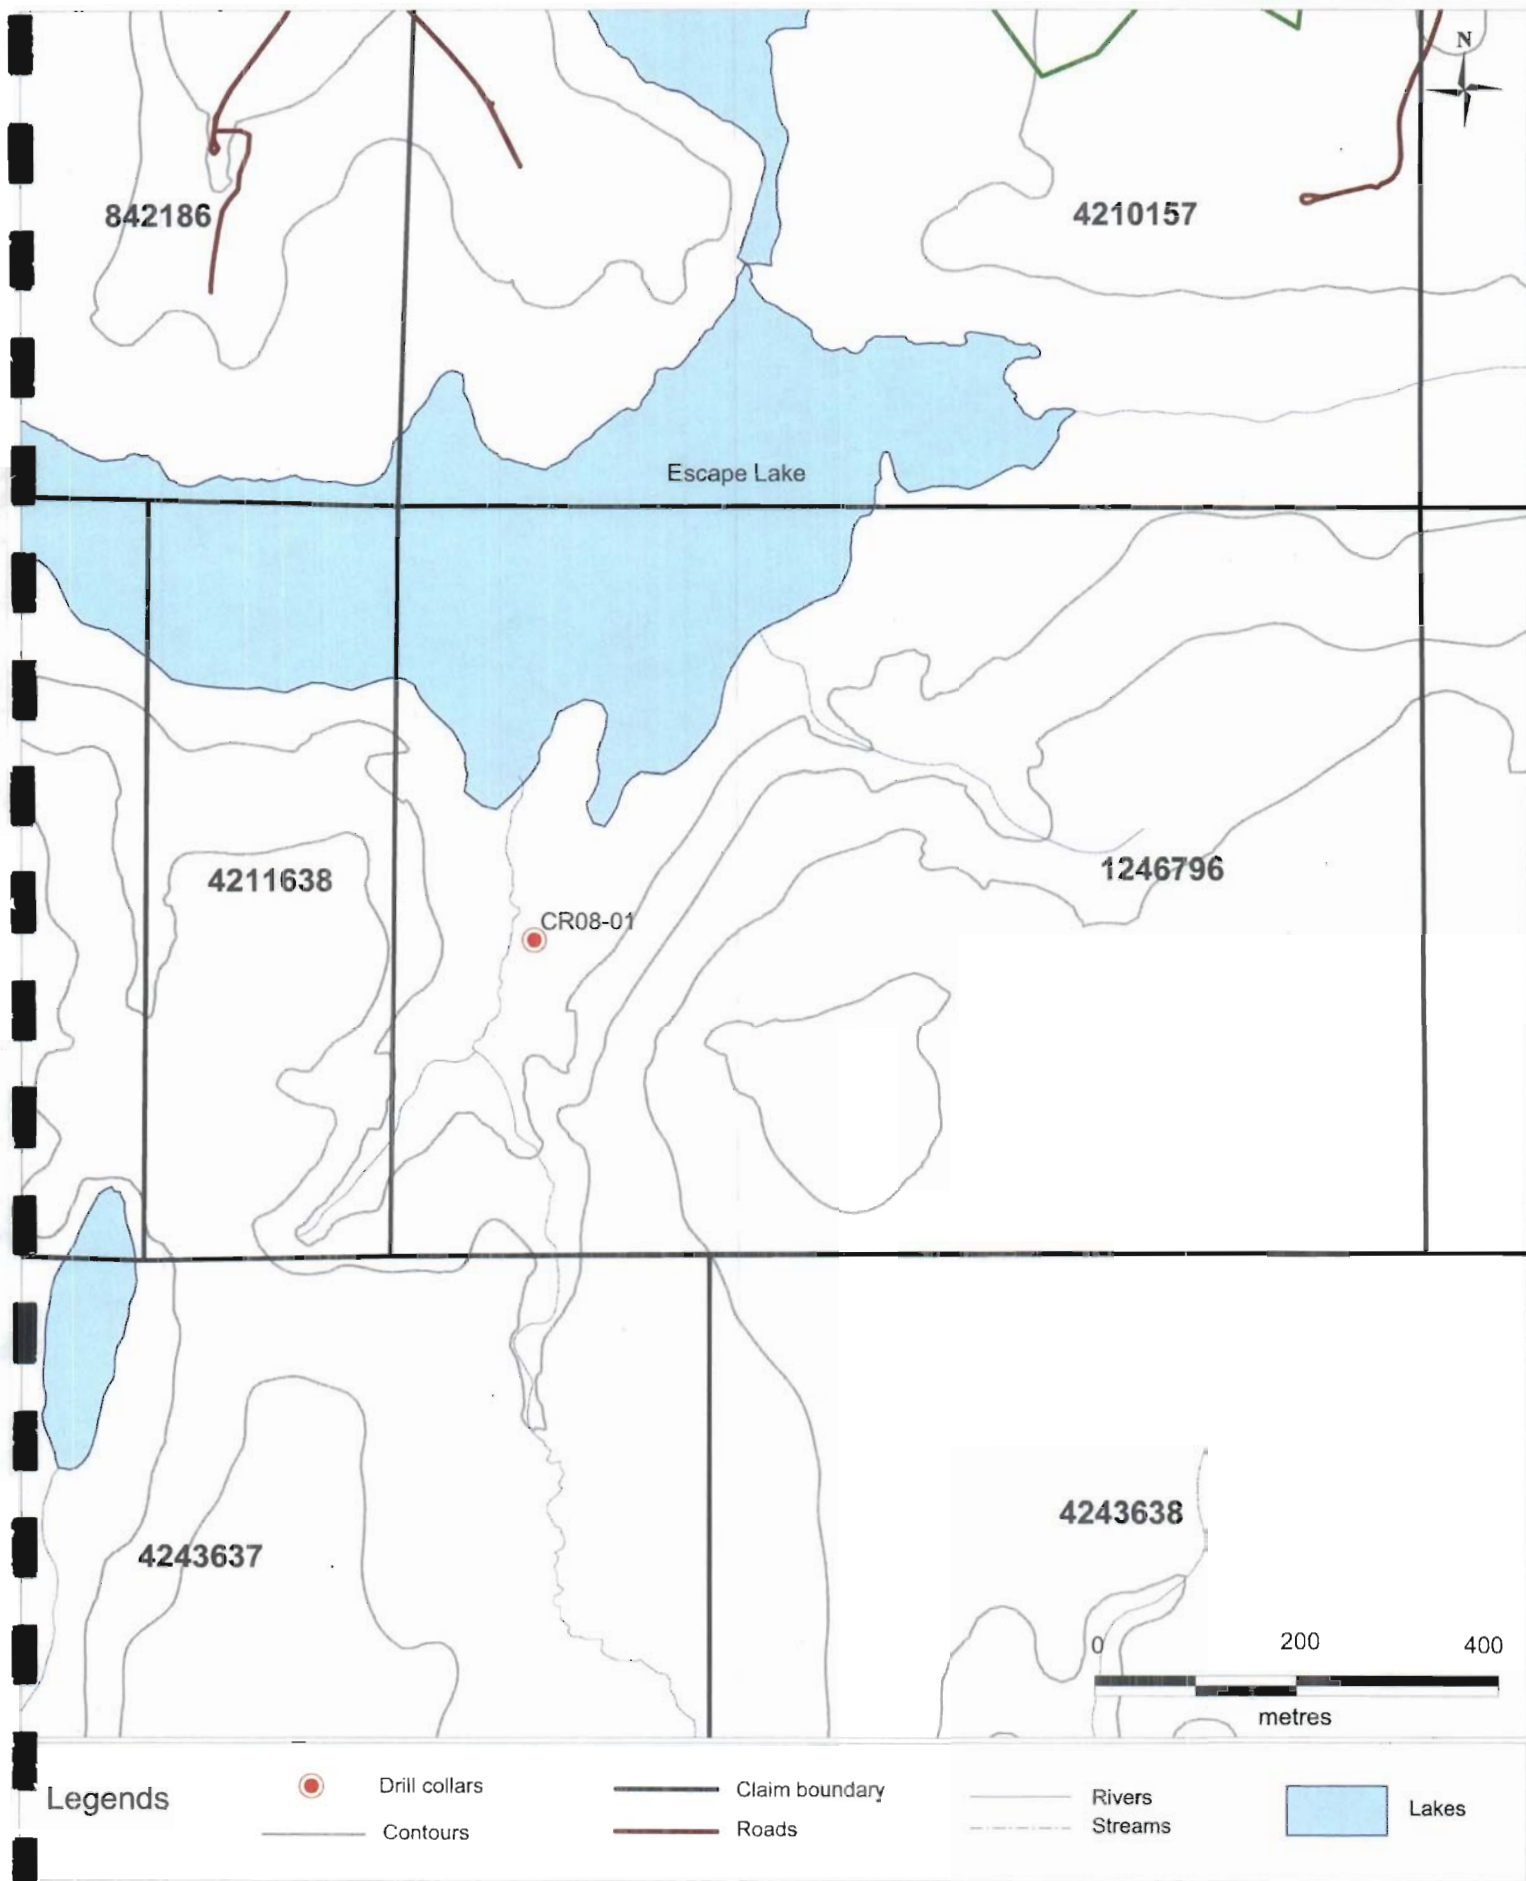 N
842186
4210157
Escape Lake
4211638
1246796
CR08-01
4243638
4243637
0 200 400
metres
Legends
Drill collars
Contours
Claim boundary
Roads
Rivers
Streams
Lakes